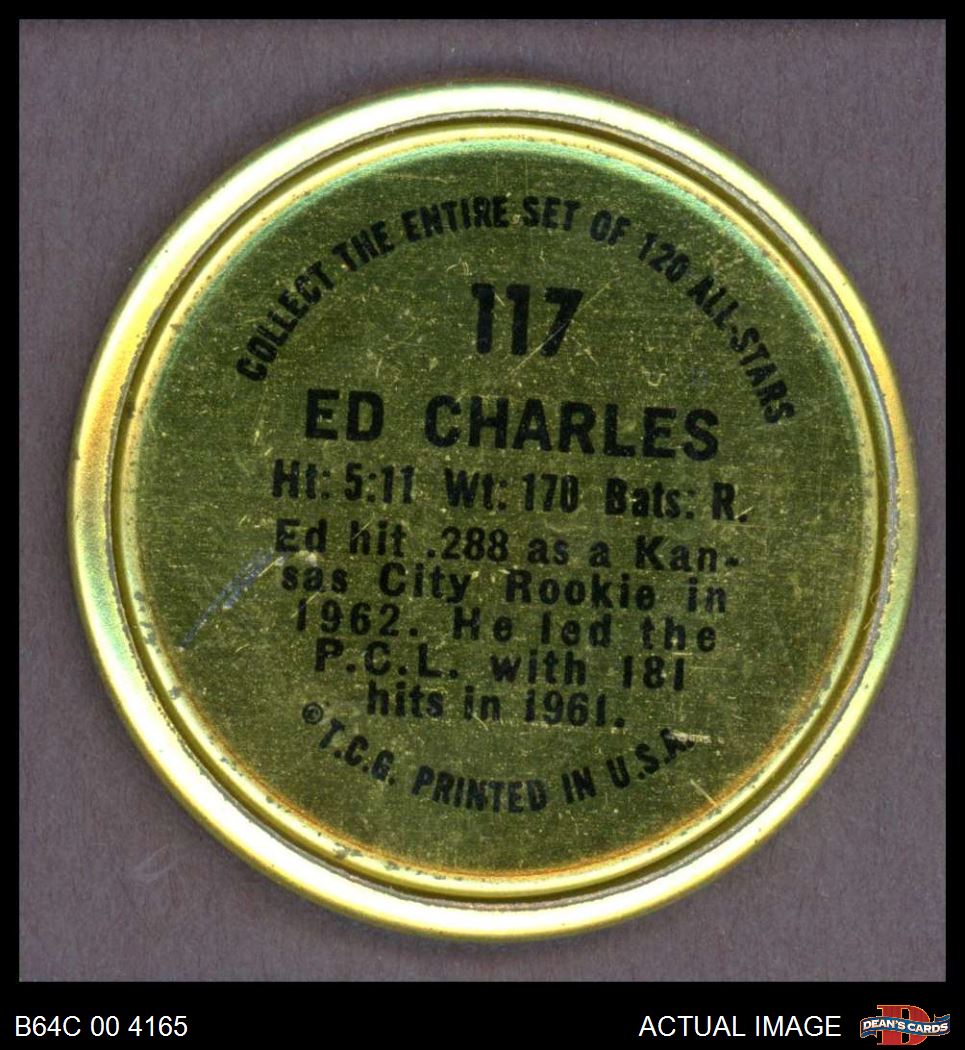 COLLECT THE ENTIRE SET OF 120 ALL-STARS
117
ED CHARLES
Ht: 5:11 Wt: 170 Bats: R.
Ed hit .288 as a Kan-
sas City Rookie in
1962. He led the
P.C.L. with 181
hits in 1961.
© T.C.G. PRINTED IN U.S.A.
B64C 00 4165
ACTUAL IMAGE
DEAN'S CARDS